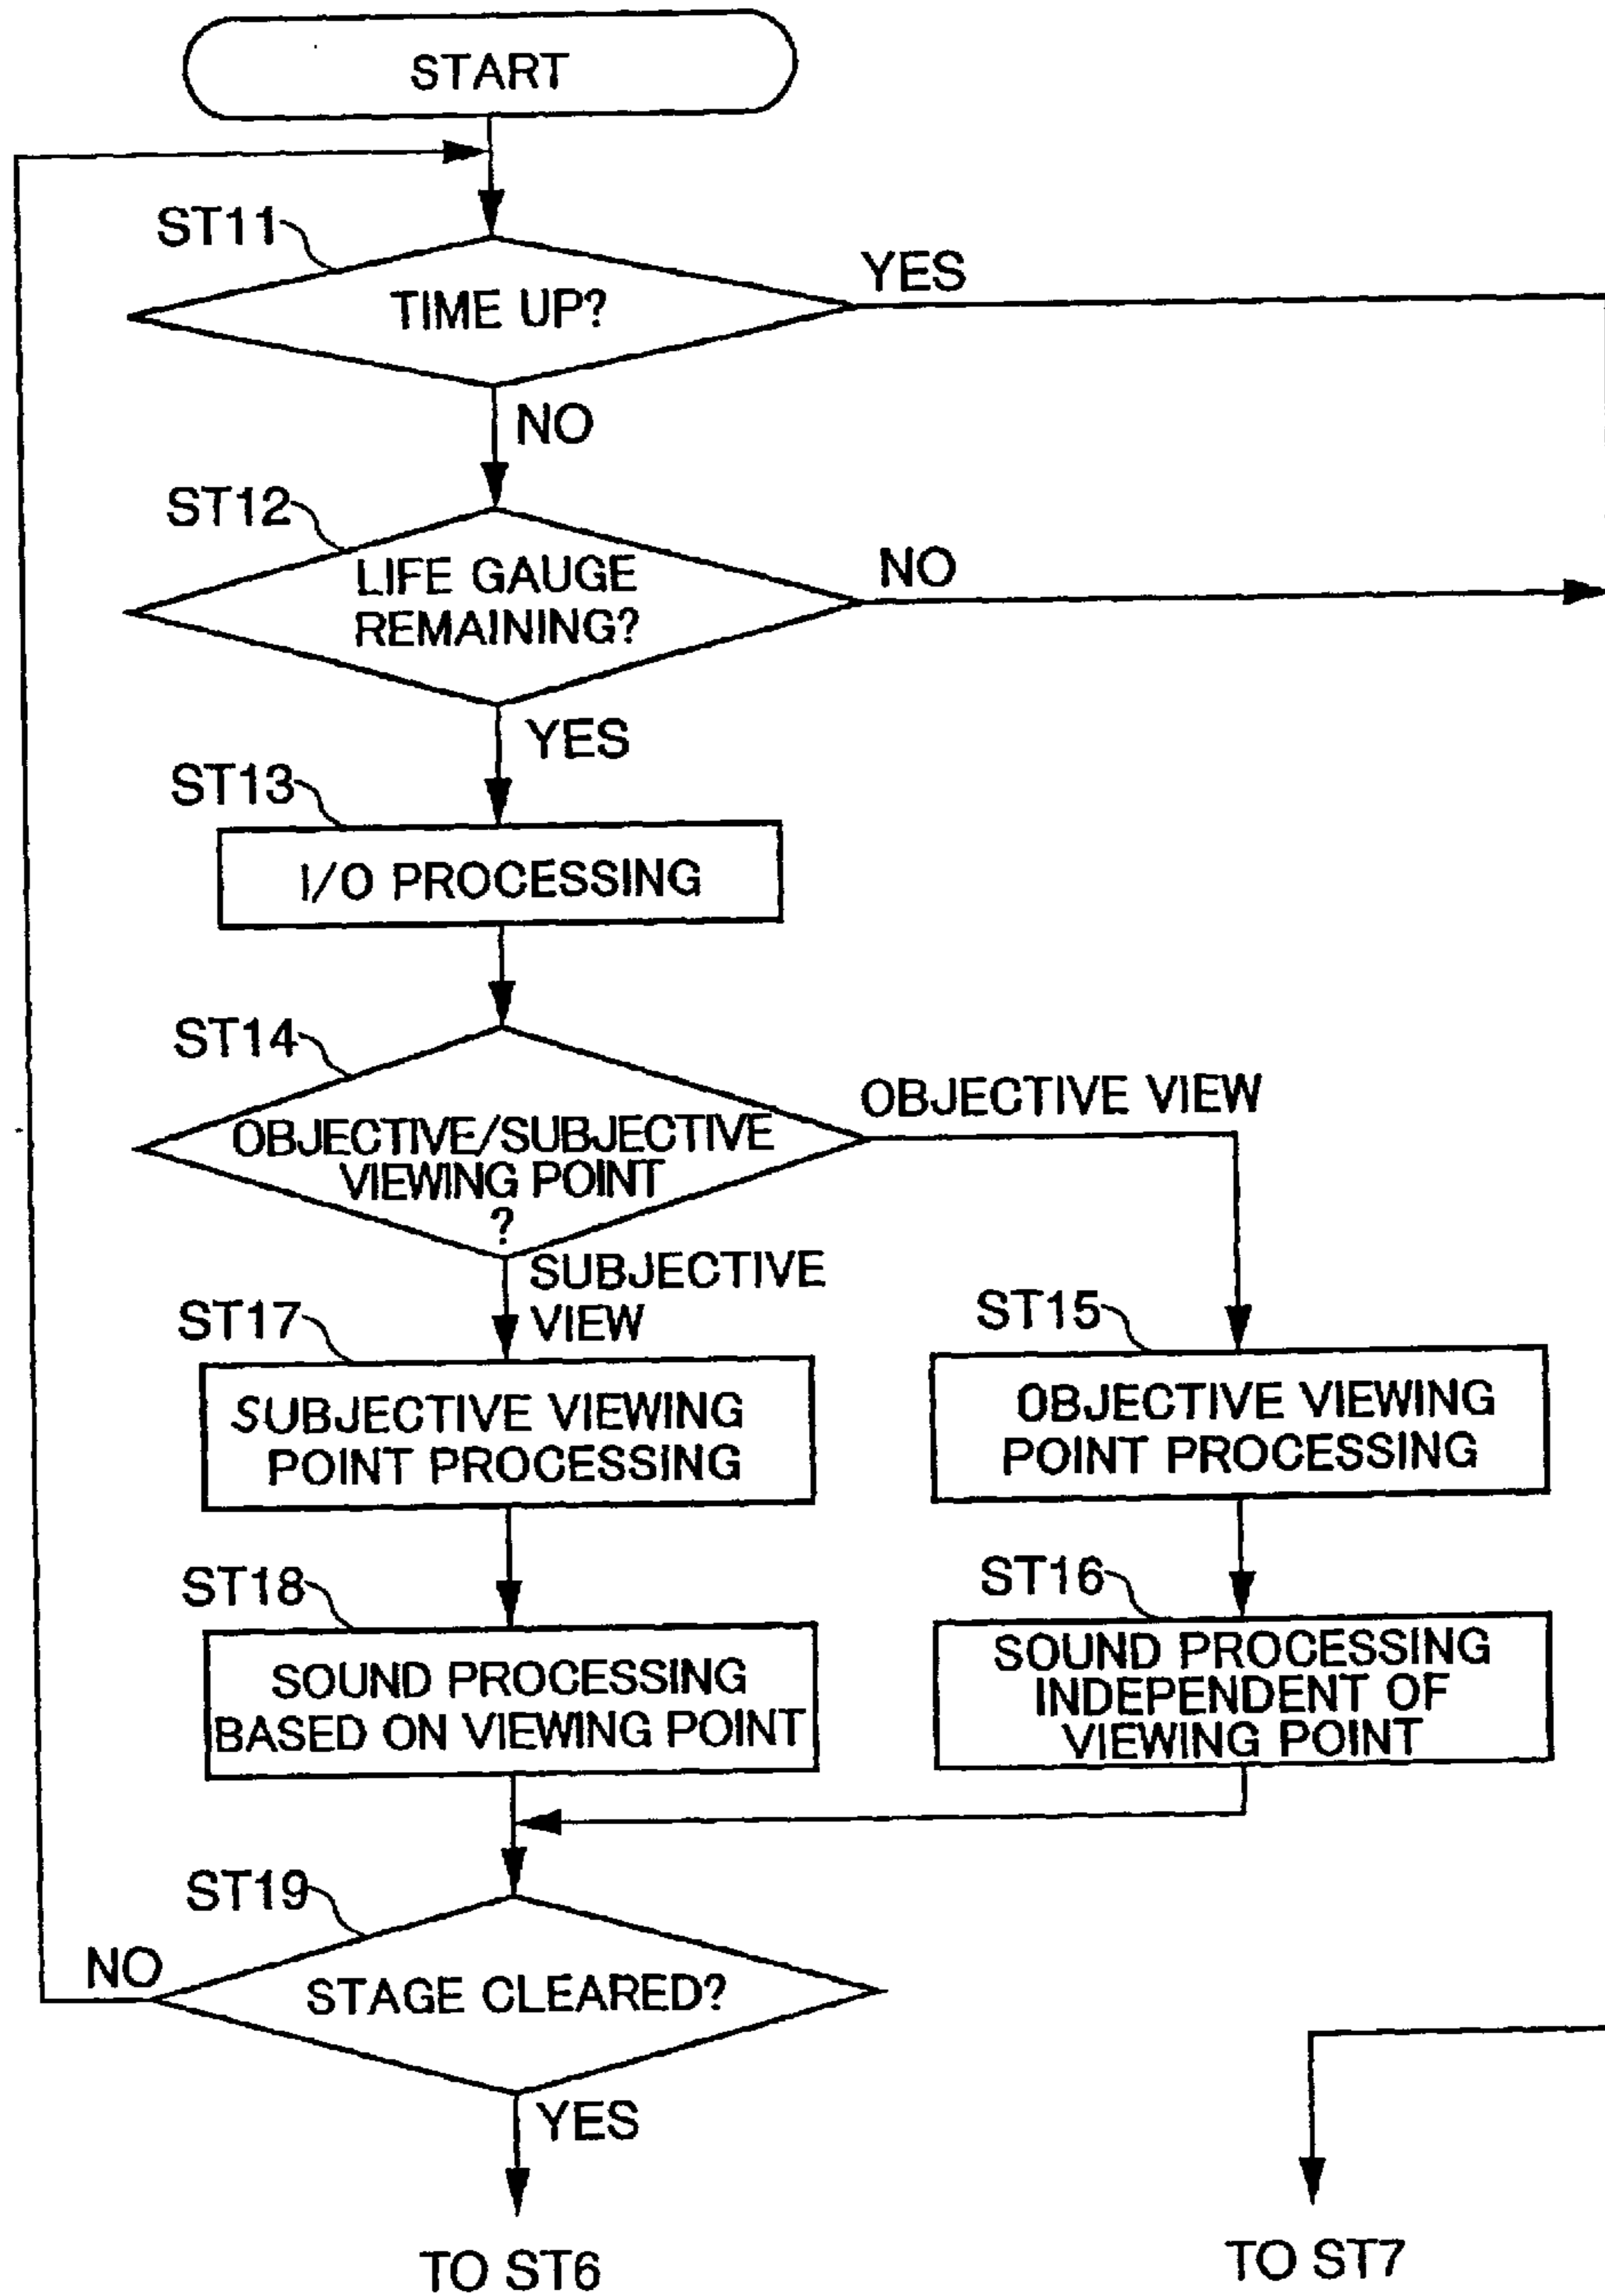 START
ST11
TIME UP?
YES
NO
ST12
LIFE GAUGE
REMAINING?
NO
YES
ST13
I/O PROCESSING
ST14
OBJECTIVE/SUBJECTIVE
VIEWING POINT
?
OBJECTIVE VIEW
SUBJECTIVE
VIEW
ST17
SUBJECTIVE VIEWING
POINT PROCESSING
ST15
OBJECTIVE VIEWING
POINT PROCESSING
ST18
SOUND PROCESSING
BASED ON VIEWING POINT
ST16
SOUND PROCESSING
INDEPENDENT OF
VIEWING POINT
ST19
NO
STAGE CLEARED?
YES
TO ST6
TO ST7